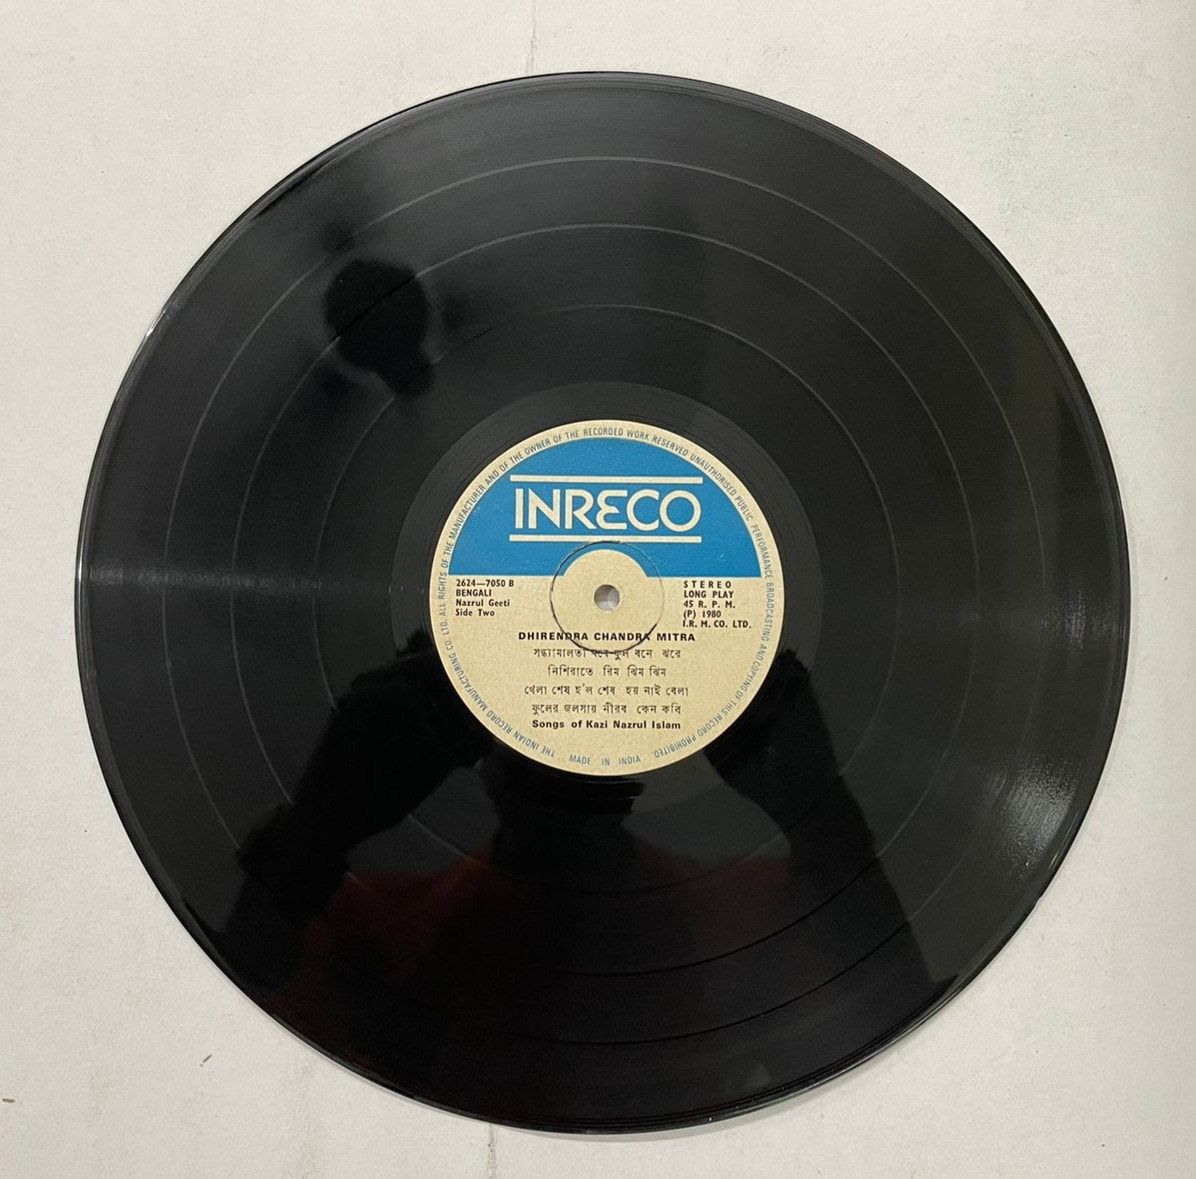 ALL RIGHTS OF THE MANUFACTURER AND OF THE OWNER OF THE RECORDED WORK RESERVED UNAUTHORISED PUBLIC PERFORMANCE BROADCASTING AND COPYING OF THIS RECORD PROHIBITED
INRECO
2624—7050 B
BENGALI
Nazrul Geeti
Side Two
STEREO
LONG PLAY
45 R. P. M.
(P) 1980
I.R. M. CO. LTD.
DHIRENDRA CHANDRA MITRA
সন্ধ্যামালতী যবে ফুল বনে ঝরে
নিশিরাতে রিম ঝিম ঝিম
খেলা শেষ হ'ল শেষ হয় নাই বেলা
ফুলের জলসায় নীরব কেন কবি
Songs of Kazi Nazrul Islam
THE INDIAN RECORD MANUFACTURING CO. LTD.
MADE IN INDIA